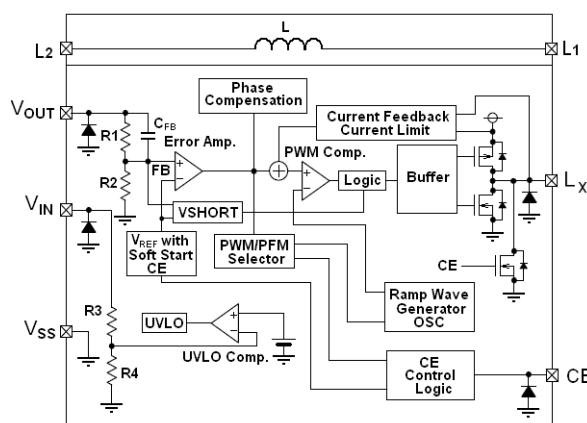 L
L2
L1
VOUT
CFB
R1
R2
FB
Error Amp.
Phase
Compensation
Current Feedback
Current Limit
PWM Comp.
Logic
Buffer
LX
VSHORT
VIN
VREF with
Soft Start
CE
PWM/PFM
Selector
CE
Ramp Wave
Generator
OSC
R3
UVLO
UVLO Comp.
VSS
R4
CE
Control
Logic
CE